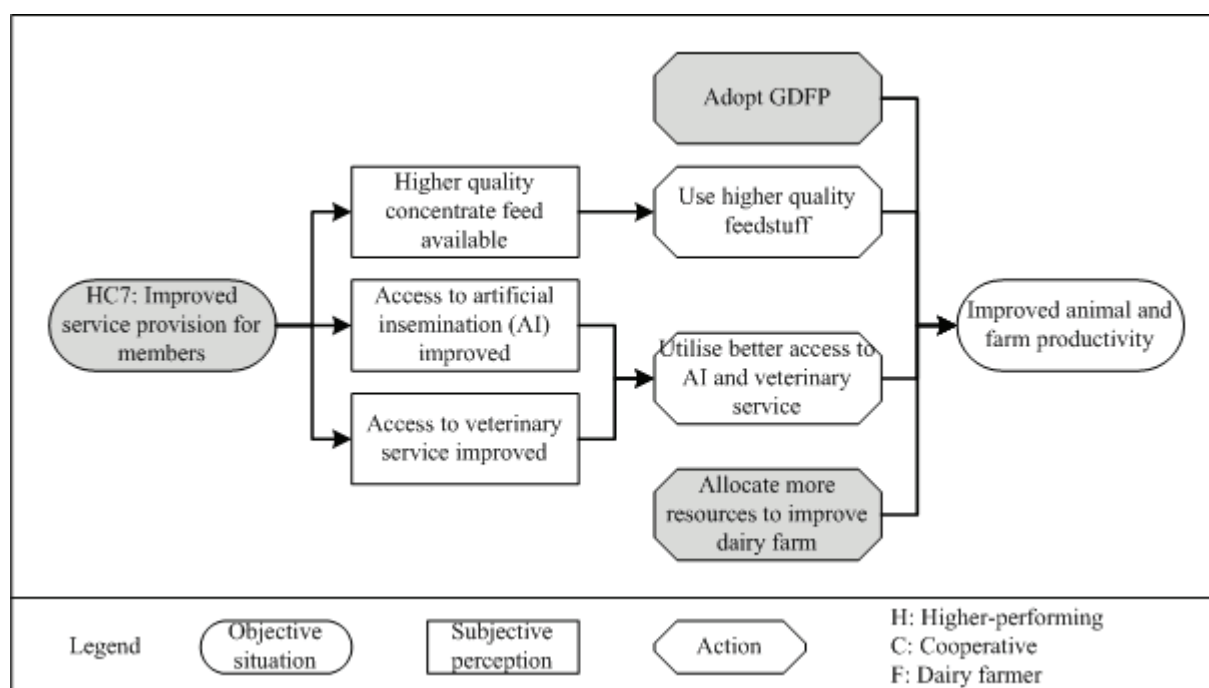 Adopt GDFP
Higher quality
concentrate feed
available
Use higher quality
feedstuff
HC7: Improved
service provision for
members
Access to artificial
insemination (AI)
improved
Improved animal and
farm productivity
Utilise better access to
AI and veterinary
service
Access to veterinary
service improved
Allocate more
resources to improve
dairy farm
Legend
Objective
situation
Subjective
perception
Action
H: Higher-performing
C: Cooperative
F: Dairy farmer